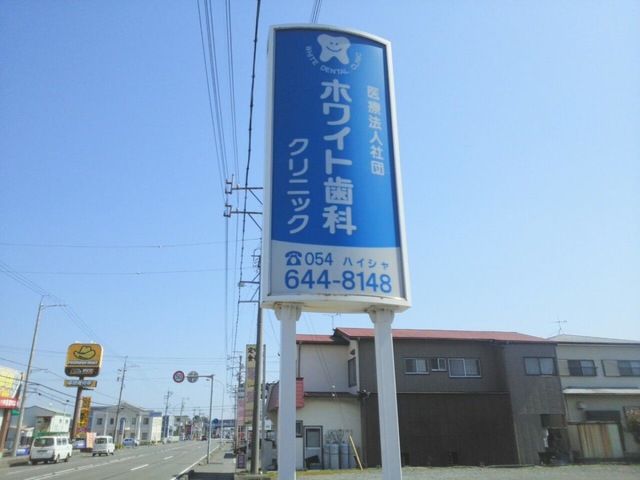 WHITE DENTAL CLINIC
医療法人社団
ホワイト歯科
クリニック
☎054 ハイシャ
644-8148